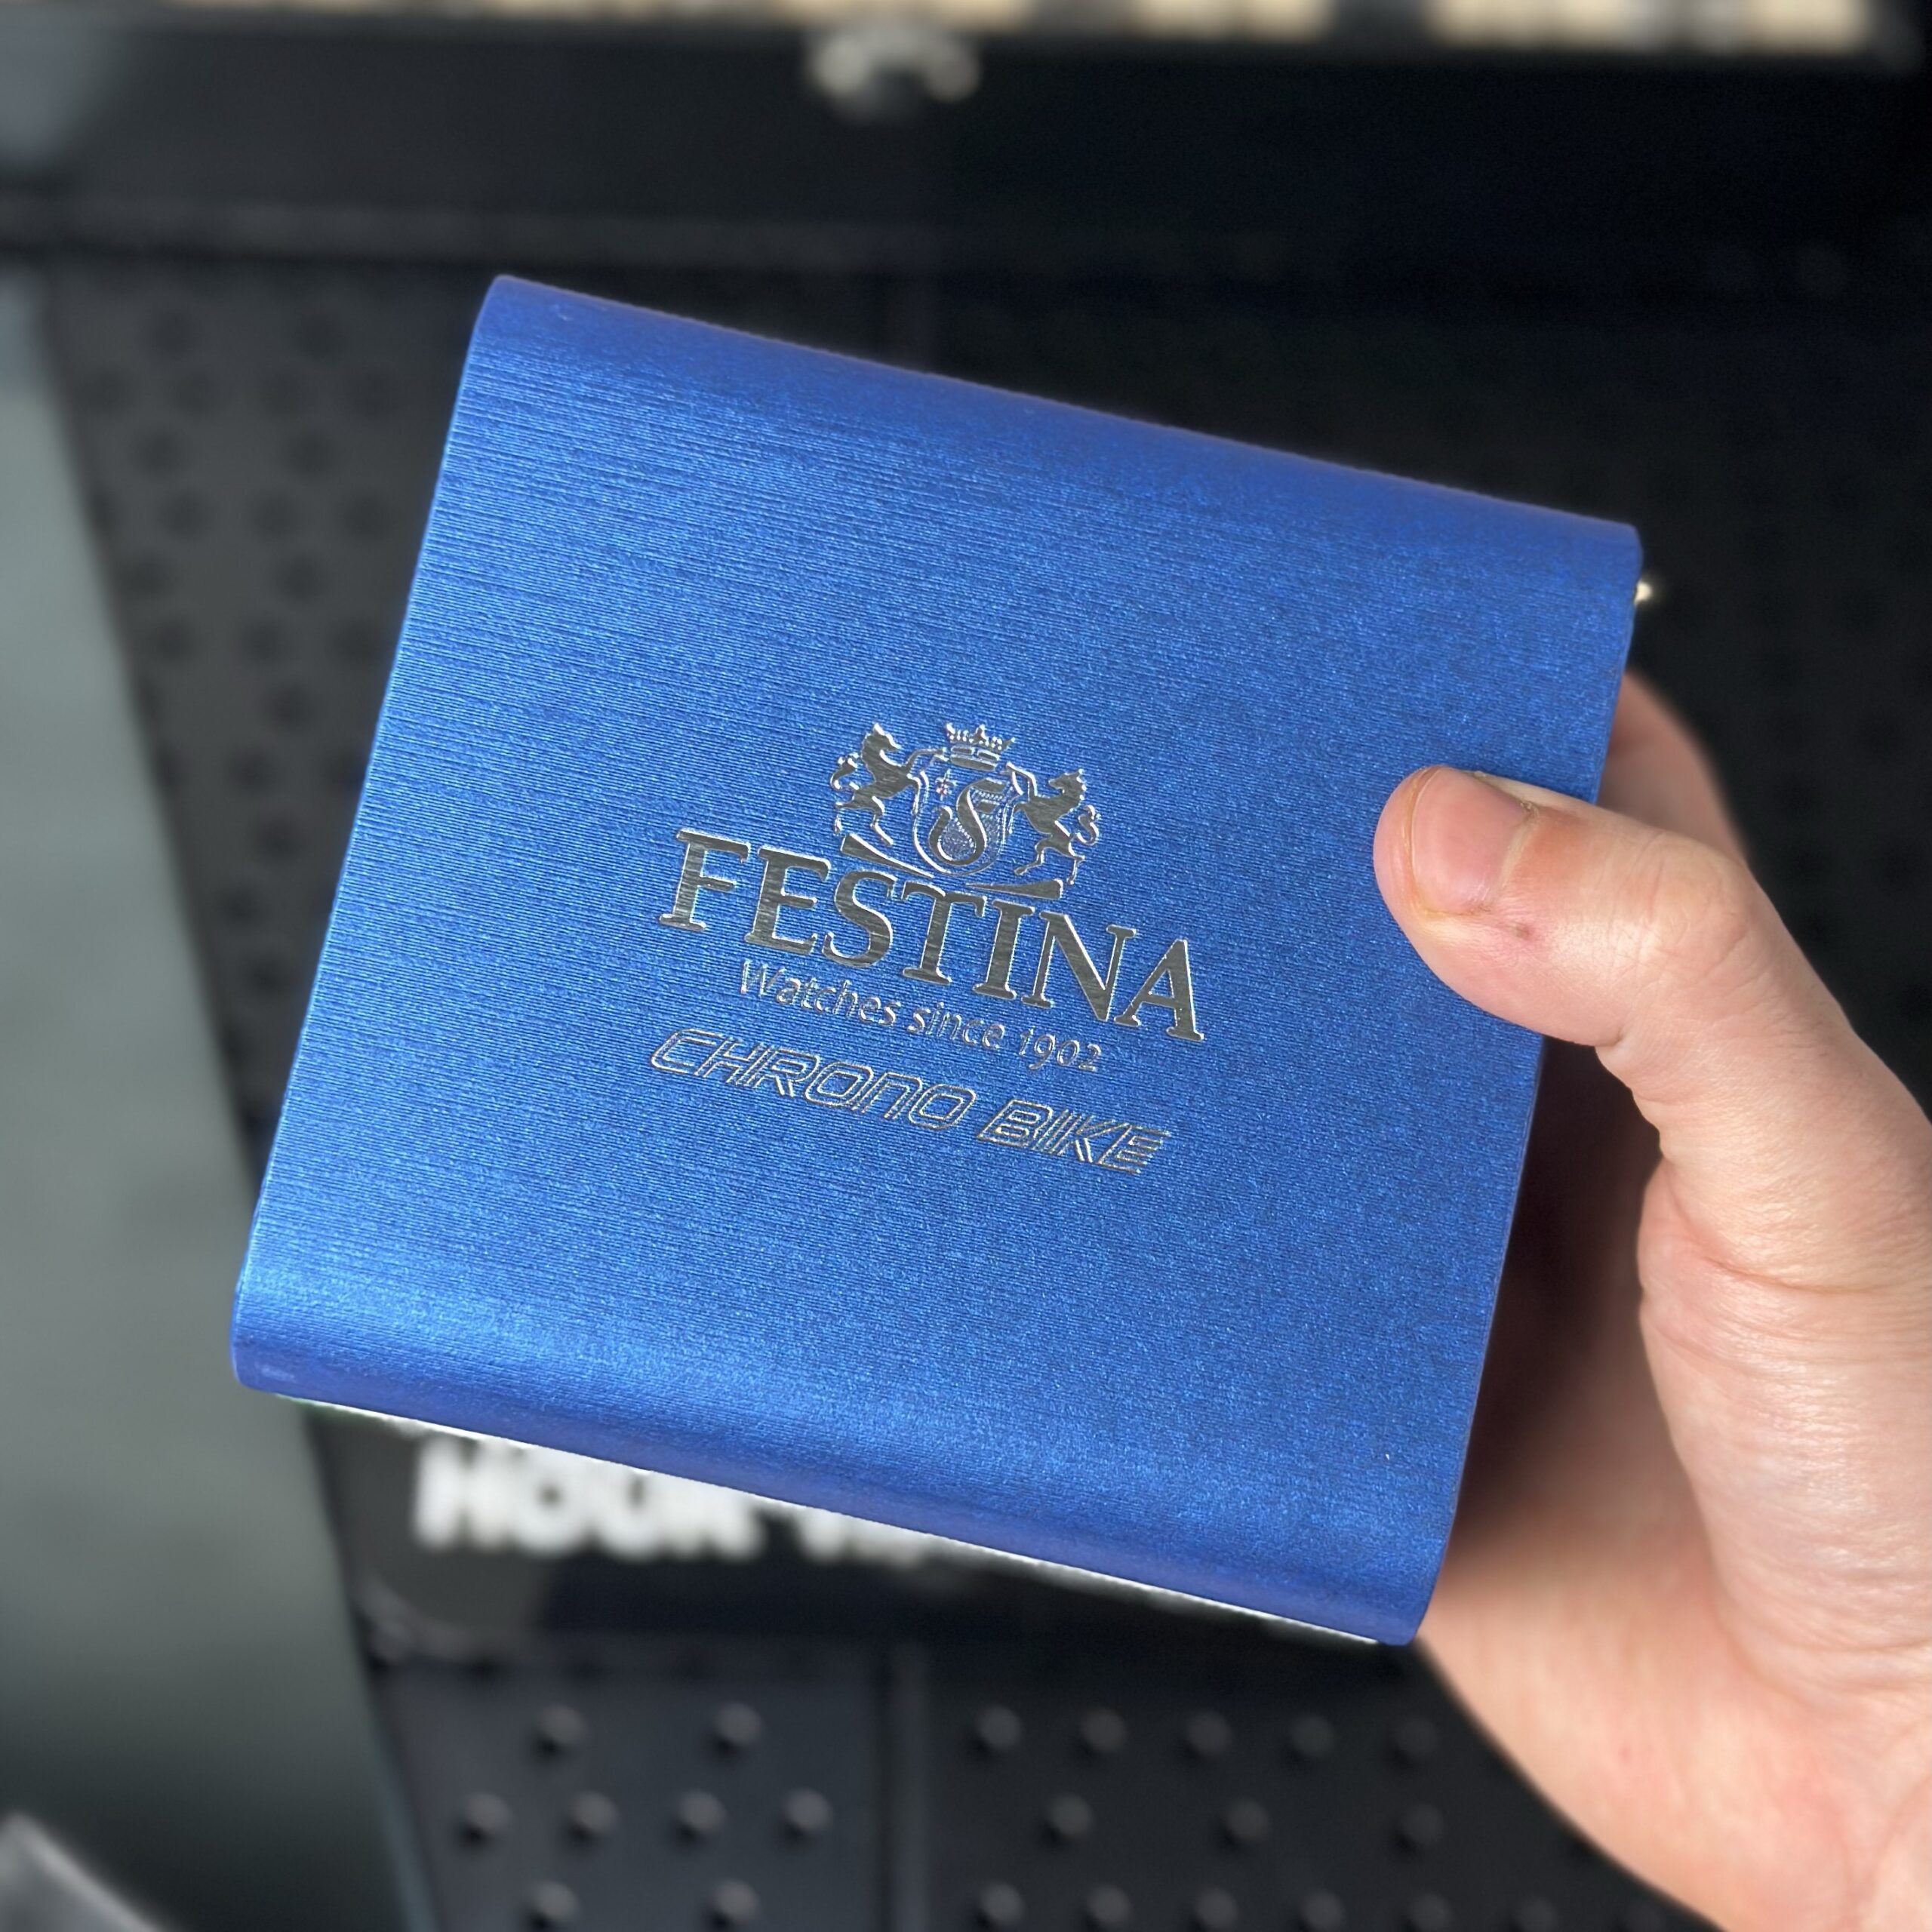 FESTINA
Watches since 1902
CHRONO BIKE